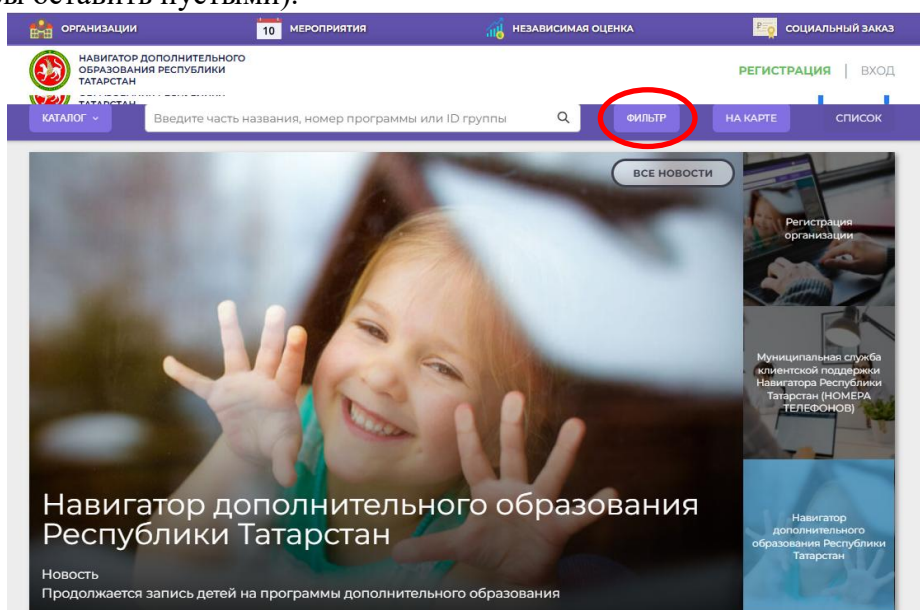 ы оставить пустыми).
ОРГАНИЗАЦИИ
10 МЕРОПРИЯТИЯ
НЕЗАВИСИМАЯ ОЦЕНКА
СОЦИАЛЬНЫЙ ЗАКАЗ
НАВИГАТОР ДОПОЛНИТЕЛЬНОГО
ОБРАЗОВАНИЯ РЕСПУБЛИКИ
ТАТАРСТАН
РЕГИСТРАЦИЯ | ВХОД
ТАТАРСТАН
КАТАЛОГ
Введите часть названия, номер программы или ID группы
ФИЛЬТР
НА КАРТЕ
СПИСОК
ВСЕ НОВОСТИ
Регистрация
организации
Муниципальная служба
клиентской поддержки
Навигатора Республики
Татарстан (НОМЕРА
ТЕЛЕФОНОВ)
Навигатор дополнительного образования
Республики Татарстан
Новость
Продолжается запись детей на программы дополнительного образования
Навигатор
дополнительного
образования Республики
Татарстан